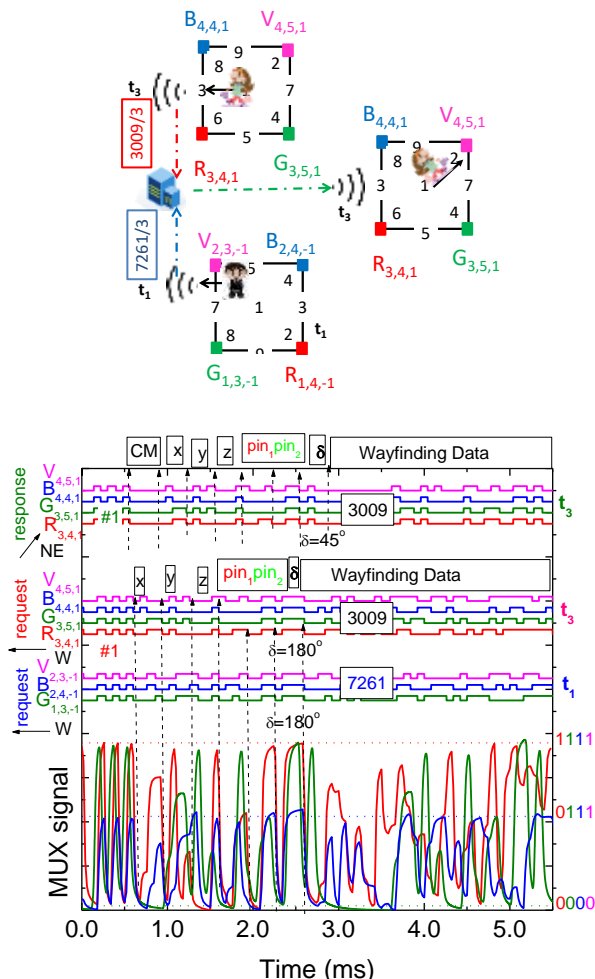 B4,4,1 V4,5,1
9
8 2
t3 3 7
6 4
5
3009/3
R3,4,1 G3,5,1
B4,4,1 V4,5,1
9
8 2
3 1 7
6 4
5
t3
R3,4,1 G3,5,1
7261/3
V2,3,-1 B2,4,-1
5
4
t1
7 1 3
t1
8 2
9
G1,3,-1 R1,4,-1
CM x y z pin1pin2 δ Wayfinding Data
response
V4,5,1
B4,4,1
G3,5,1
R3,4,1
#1
3009
t3
NE
δ=45°
x y z pin1pin2 δ Wayfinding Data
request
V4,5,1
B4,4,1
G3,5,1
R3,4,1
3009
t3
W
#1
δ=180°
request
V2,3,-1
B2,4,-1
G1,3,-1
7261
t1
W
δ=180°
MUX signal
1111
0111
0000
0.0 1.0 2.0 3.0 4.0 5.0
Time (ms)